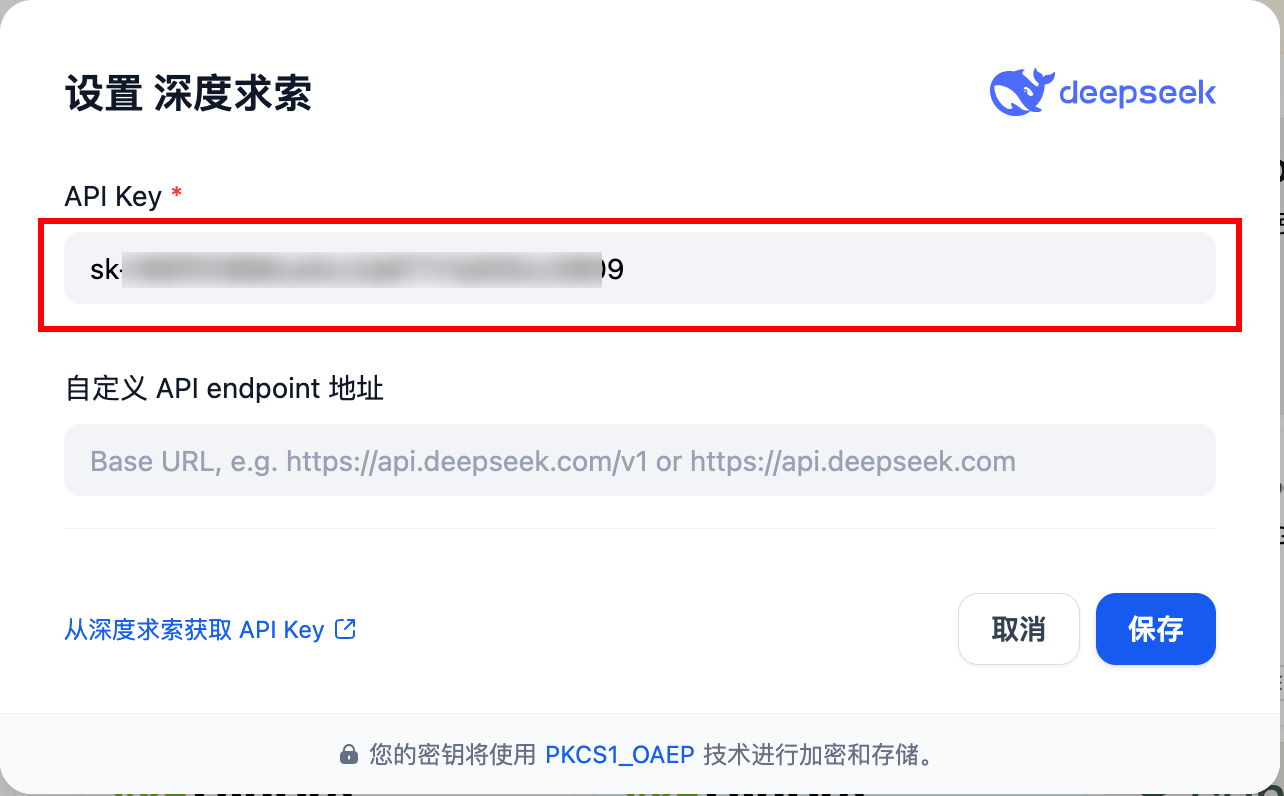 设置 深度求索
deepseek
API Key *
sk-
9
自定义 API endpoint 地址
Base URL, e.g. https://api.deepseek.com/v1 or https://api.deepseek.com
从深度求索获取 API Key
取消
保存
您的密钥将使用 PKCS1_OAEP 技术进行加密和存储。